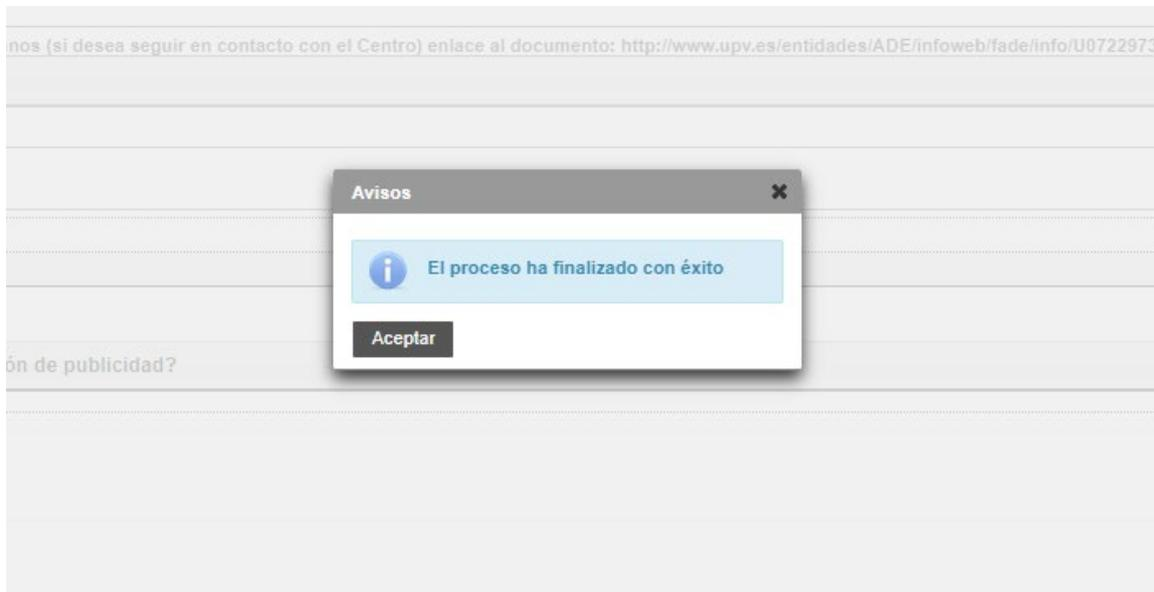 nos (si desea seguir en contacto con el Centro) enlace al documento: http://www.upv.es/entidades/ADE/infoweb/fade/info/U0722973
Avisos
El proceso ha finalizado con éxito
Aceptar
ón de publicidad?